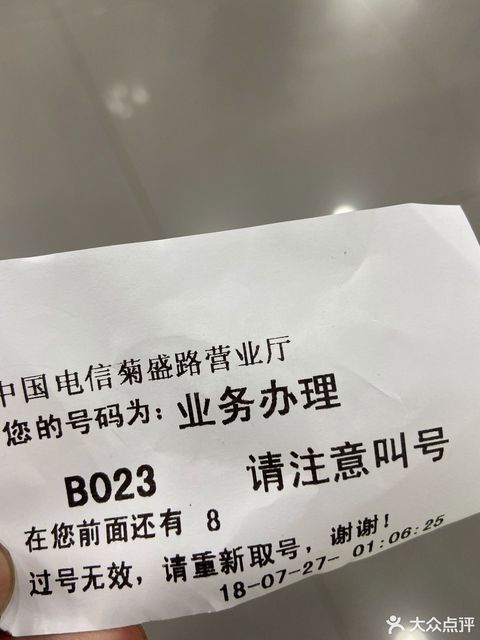 中国电信菊盛路营业厅
您的号码为: 业务办理
B023 请注意叫号
在您前面还有 8
过号无效, 请重新取号, 谢谢!
18-07-27- 01:06:25
大众点评